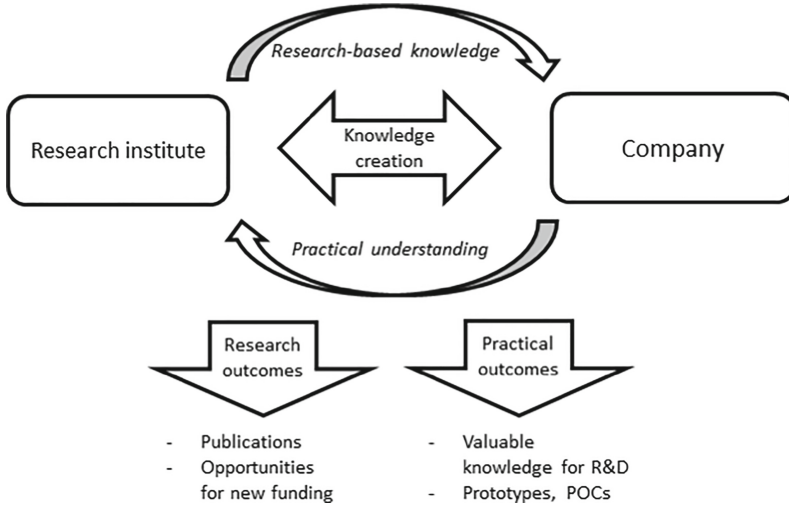 Research-based knowledge
Research institute
Knowledge
creation
Company
Practical understanding
Research
outcomes
Practical
outcomes
- Publications
- Opportunities
for new funding
- Valuable
knowledge for R&D
- Prototypes, POCs